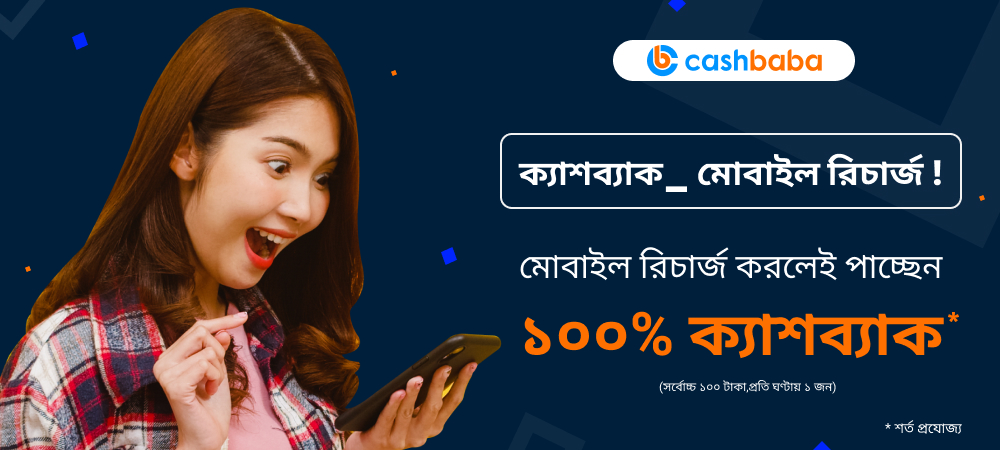 cashbaba
ক্যাশব্যাক_ মোবাইল রিচার্জ !
মোবাইল রিচার্জ করলেই পাচ্ছেন
১০০% ক্যাশব্যাক*
(সর্বোচ্চ ১০০ টাকা,প্রতি ঘণ্টায় ১ জন)
* শর্ত প্রযোজ্য